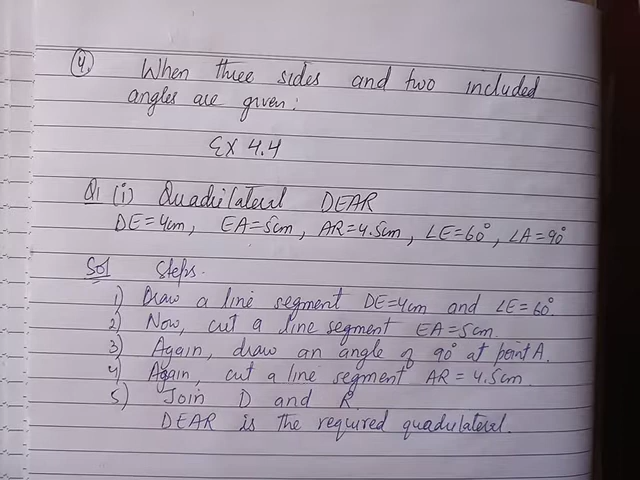 4. When three sides and two included
angles are given:
Ex 4.4
Q1 (i) Quadrilateral DEAR
DE=4cm, EA=5cm, AR=4.5cm, ∠E=60°, ∠A=90°
Sol Steps.
1) Draw a line segment DE=4cm and ∠E=60°.
2) Now, cut a line segment EA=5cm.
3) Again, draw an angle of 90° at point A.
4) Again, cut a line segment AR = 4.5cm.
5) Join D and R.
DEAR is the required quadrilateral.